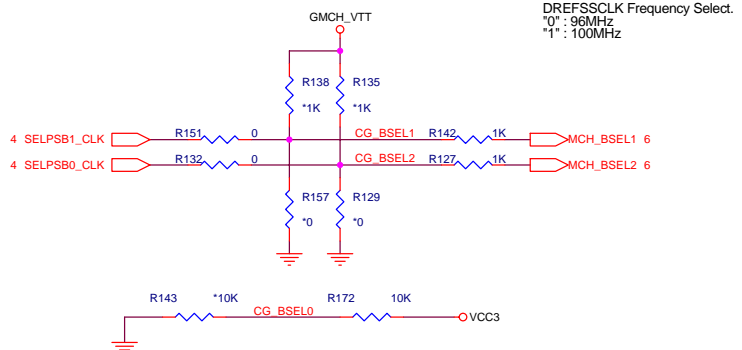 DREFSSCLK Frequency Select.
"0" : 96MHz
"1" : 100MHz
GMCH_VTT
R138
R135
*1K
*1K
4 SELPSB1_CLK
R151
0
CG_BSEL1
R142
1K
MCH_BSEL1 6
4 SELPSB0_CLK
R132
0
CG_BSEL2
R127
1K
MCH_BSEL2 6
R157
R129
*0
*0
R143
*10K
CG_BSEL0
R172
10K
VCC3